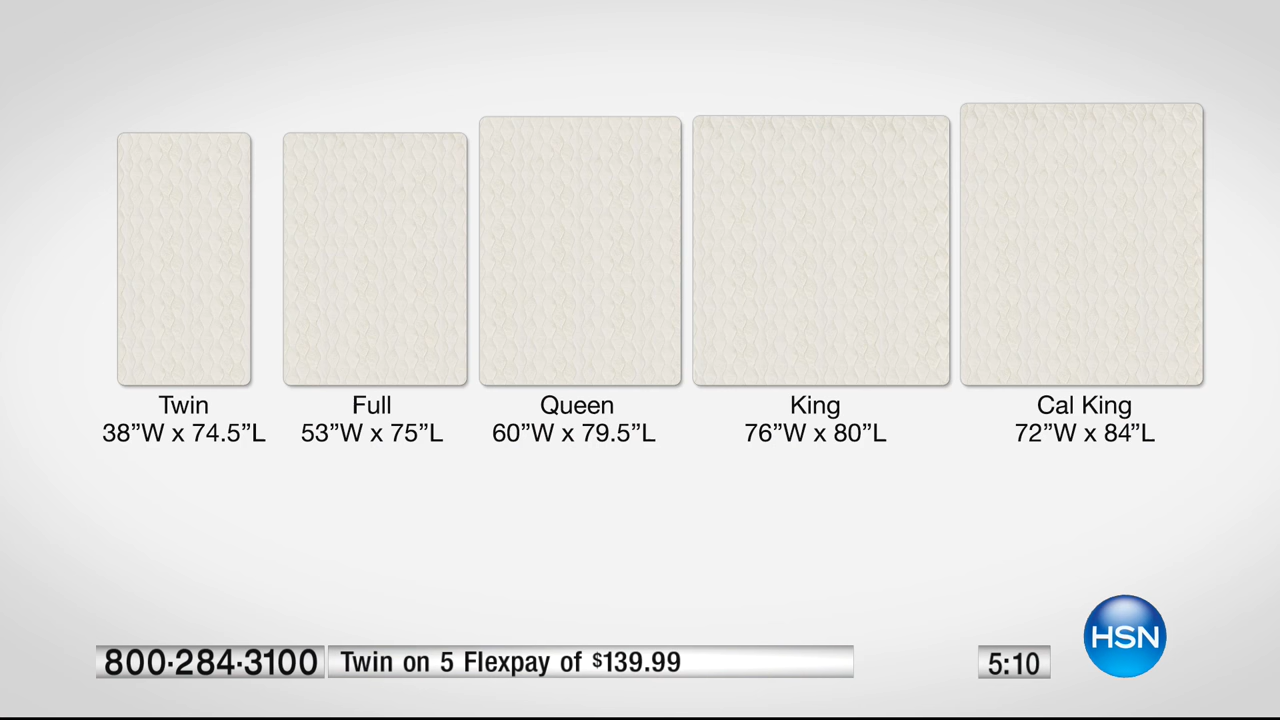 Twin
38”W x 74.5”L
Full
53”W x 75”L
Queen
60”W x 79.5”L
King
76”W x 80”L
Cal King
72”W x 84”L
800·284·3100
Twin on 5 Flexpay of $139.99
5:10
HSN